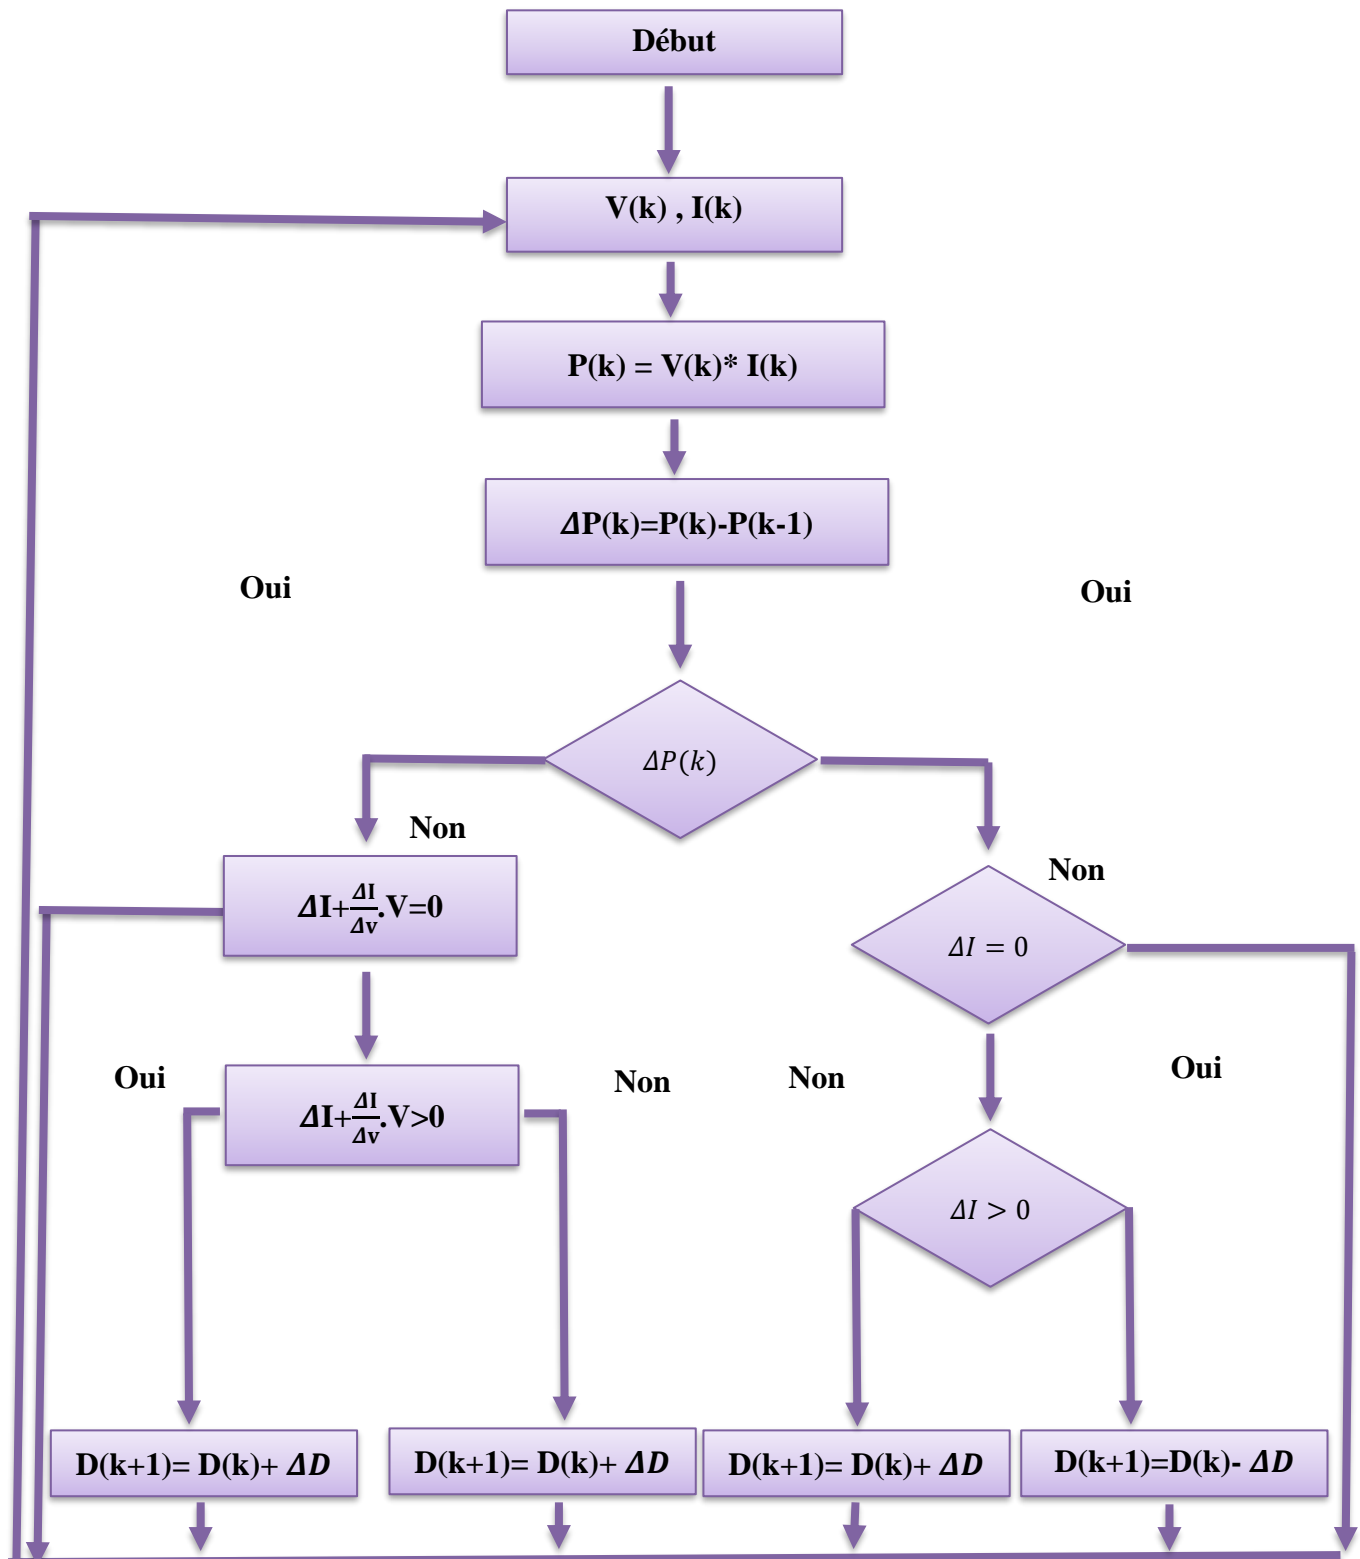 Début
V(k) , I(k)
P(k) = V(k)* I(k)
ΔP(k)=P(k)-P(k-1)
Oui
Oui
ΔP(k)
Non
Non
ΔI+ΔI/Δv.V=0
ΔI = 0
Oui
Non
Non
Oui
ΔI+ΔI/Δv.V>0
ΔI > 0
D(k+1)= D(k)+ ΔD
D(k+1)= D(k)+ ΔD
D(k+1)= D(k)+ ΔD
D(k+1)=D(k)- ΔD